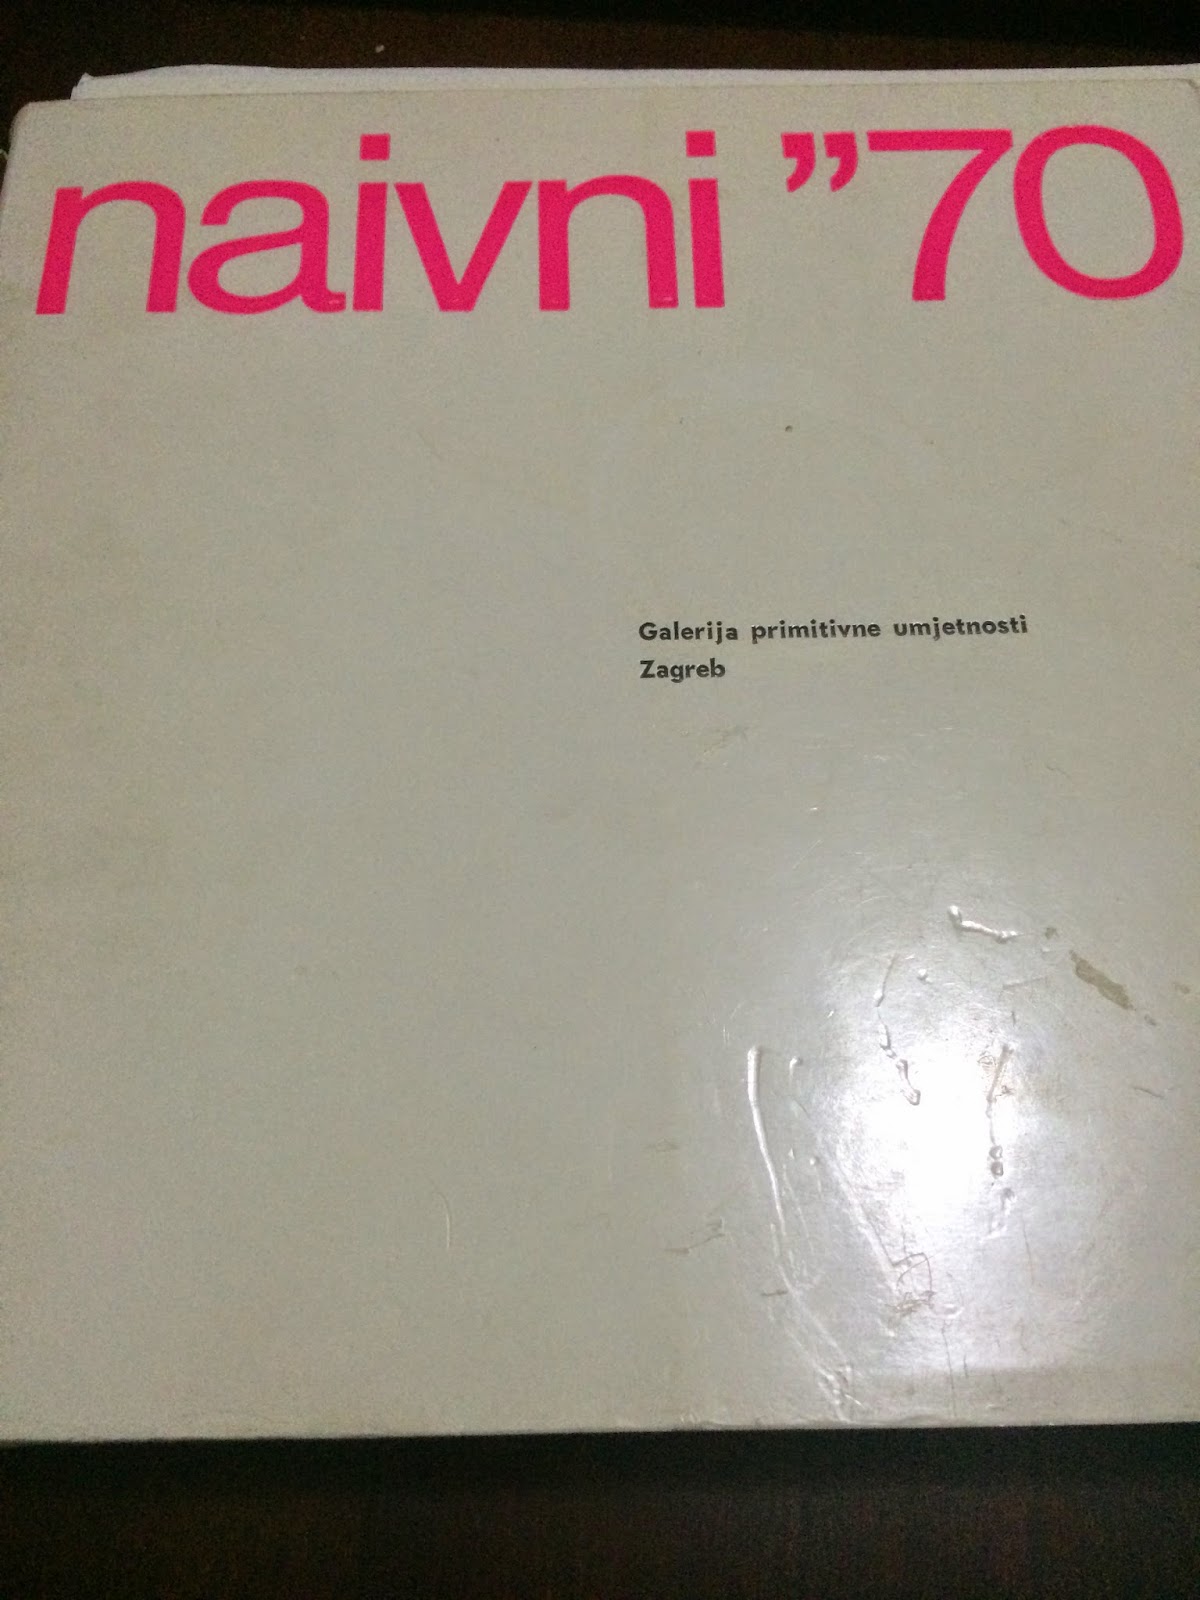 naivni ”70
Galerija primitivne umjetnosti
Zagreb